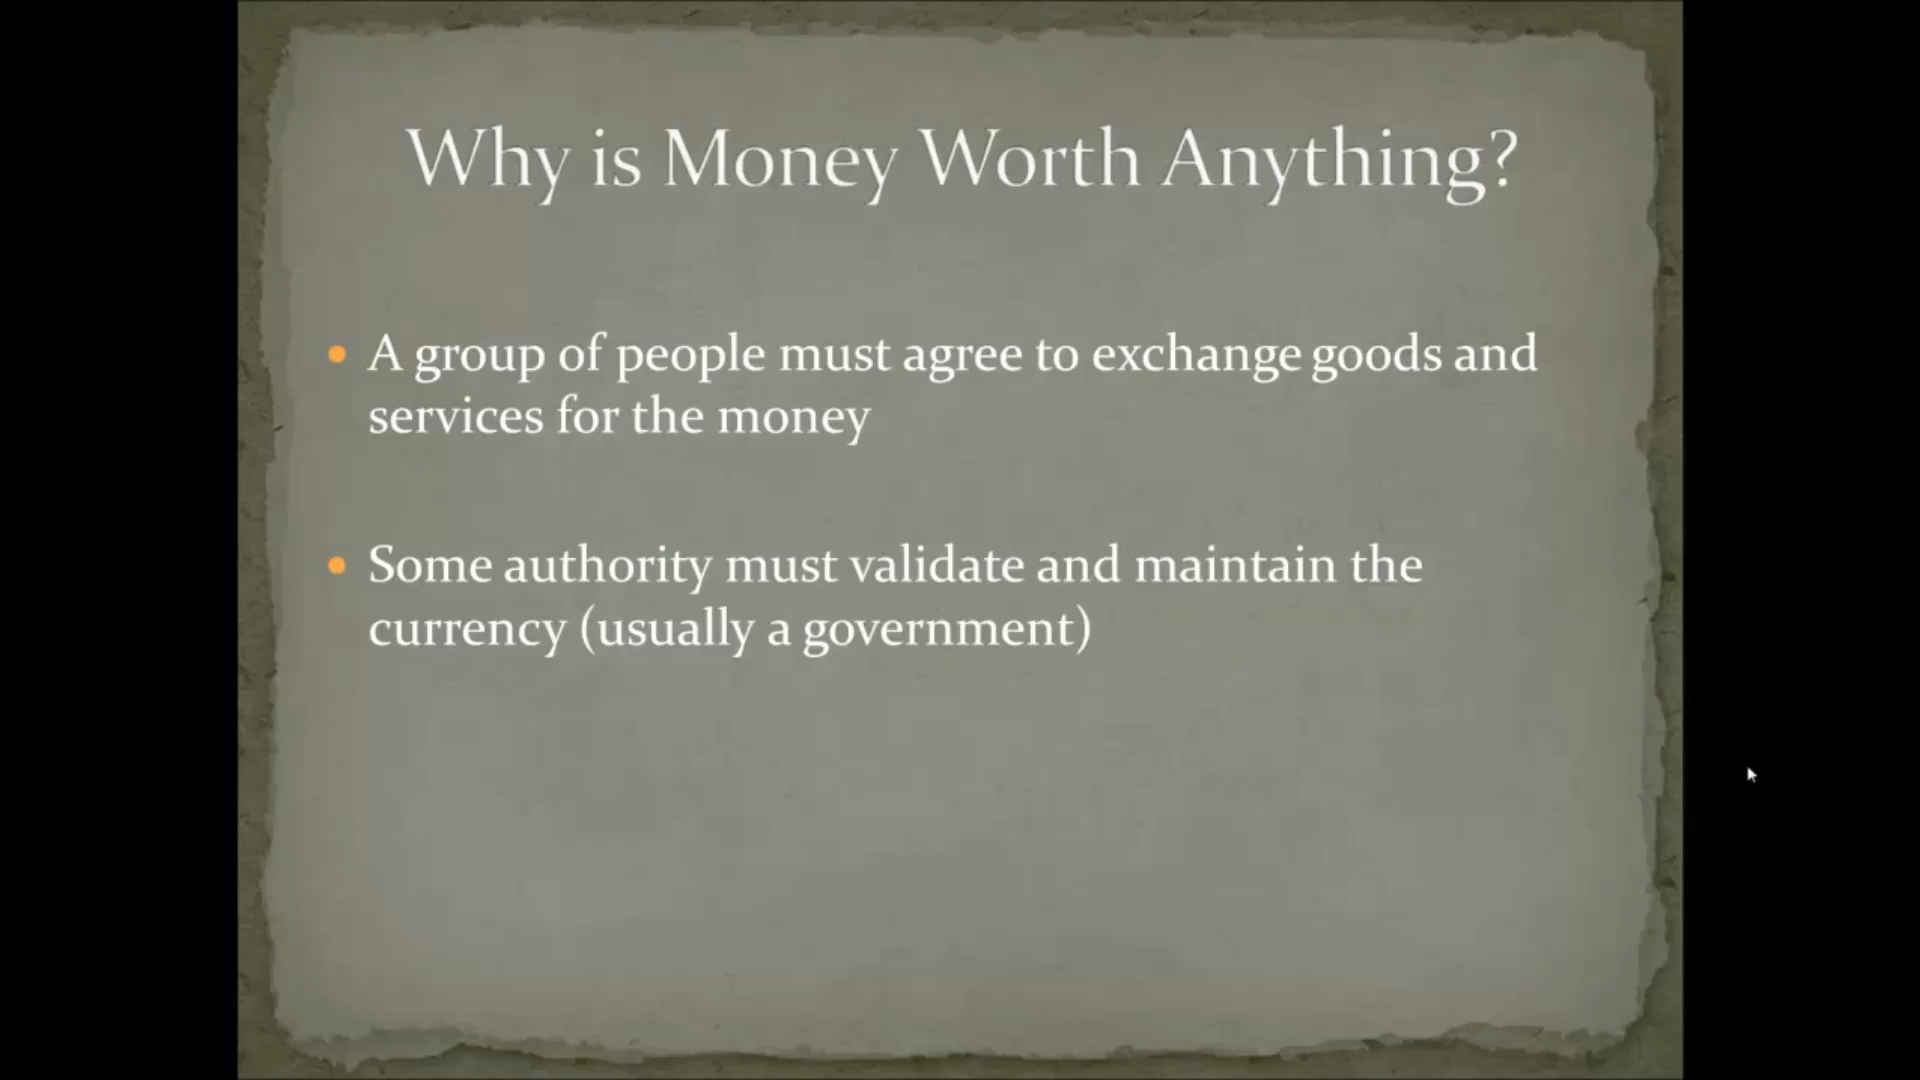 Why is Money Worth Anything?
• A group of people must agree to exchange goods and
services for the money
• Some authority must validate and maintain the
currency (usually a government)